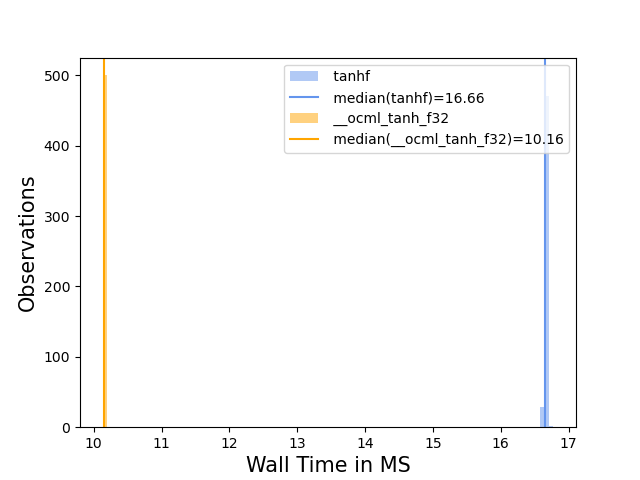 tanhf
median(tanhf)=16.66
__ocml_tanh_f32
median(__ocml_tanh_f32)=10.16
500
400
300
200
100
0
Observations
10 11 12 13 14 15 16 17
Wall Time in MS